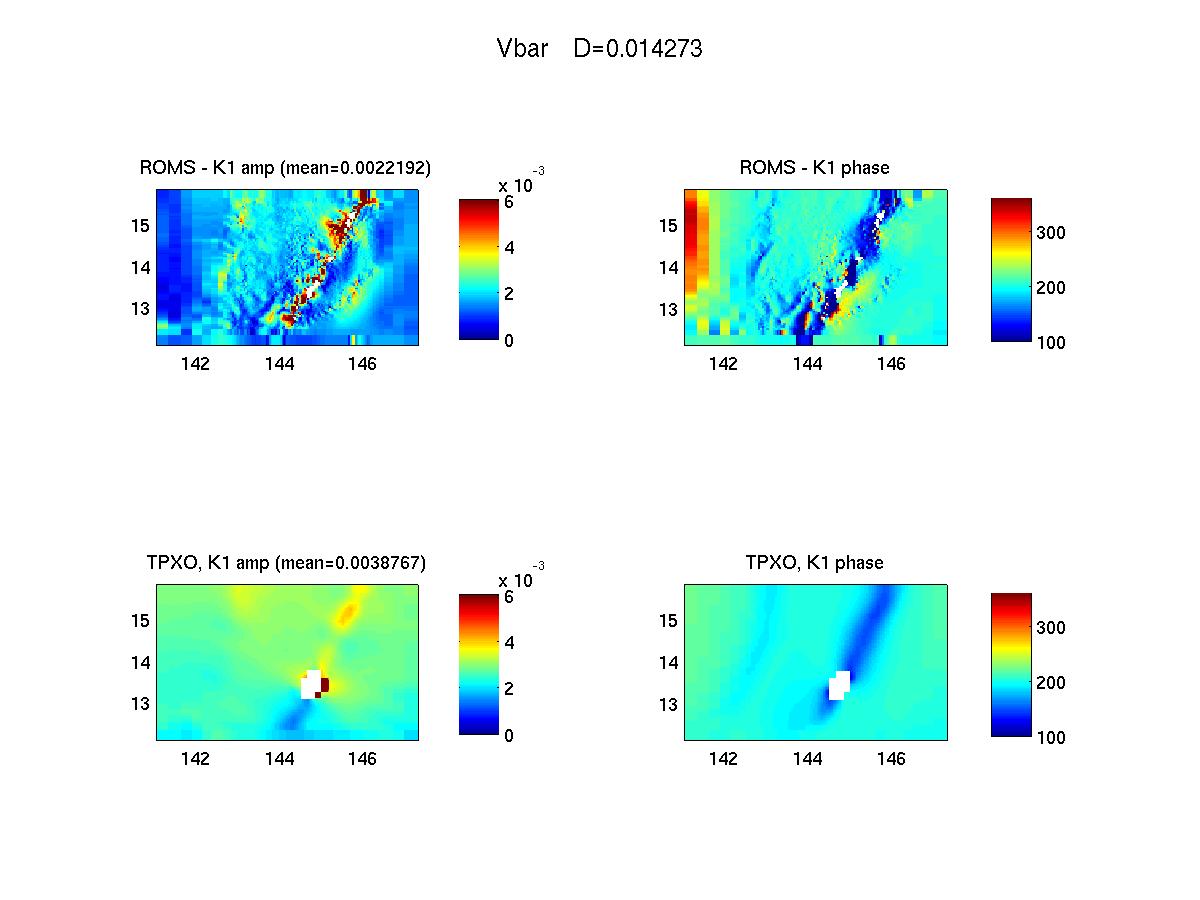 Vbar D=0.014273
ROMS - K1 amp (mean=0.0022192)
x 10-3
6
4
2
0
15
14
13
142 144 146
ROMS - K1 phase
300
200
100
15
14
13
142 144 146
TPXO, K1 amp (mean=0.0038767)
x 10-3
6
4
2
0
15
14
13
142 144 146
TPXO, K1 phase
300
200
100
15
14
13
142 144 146